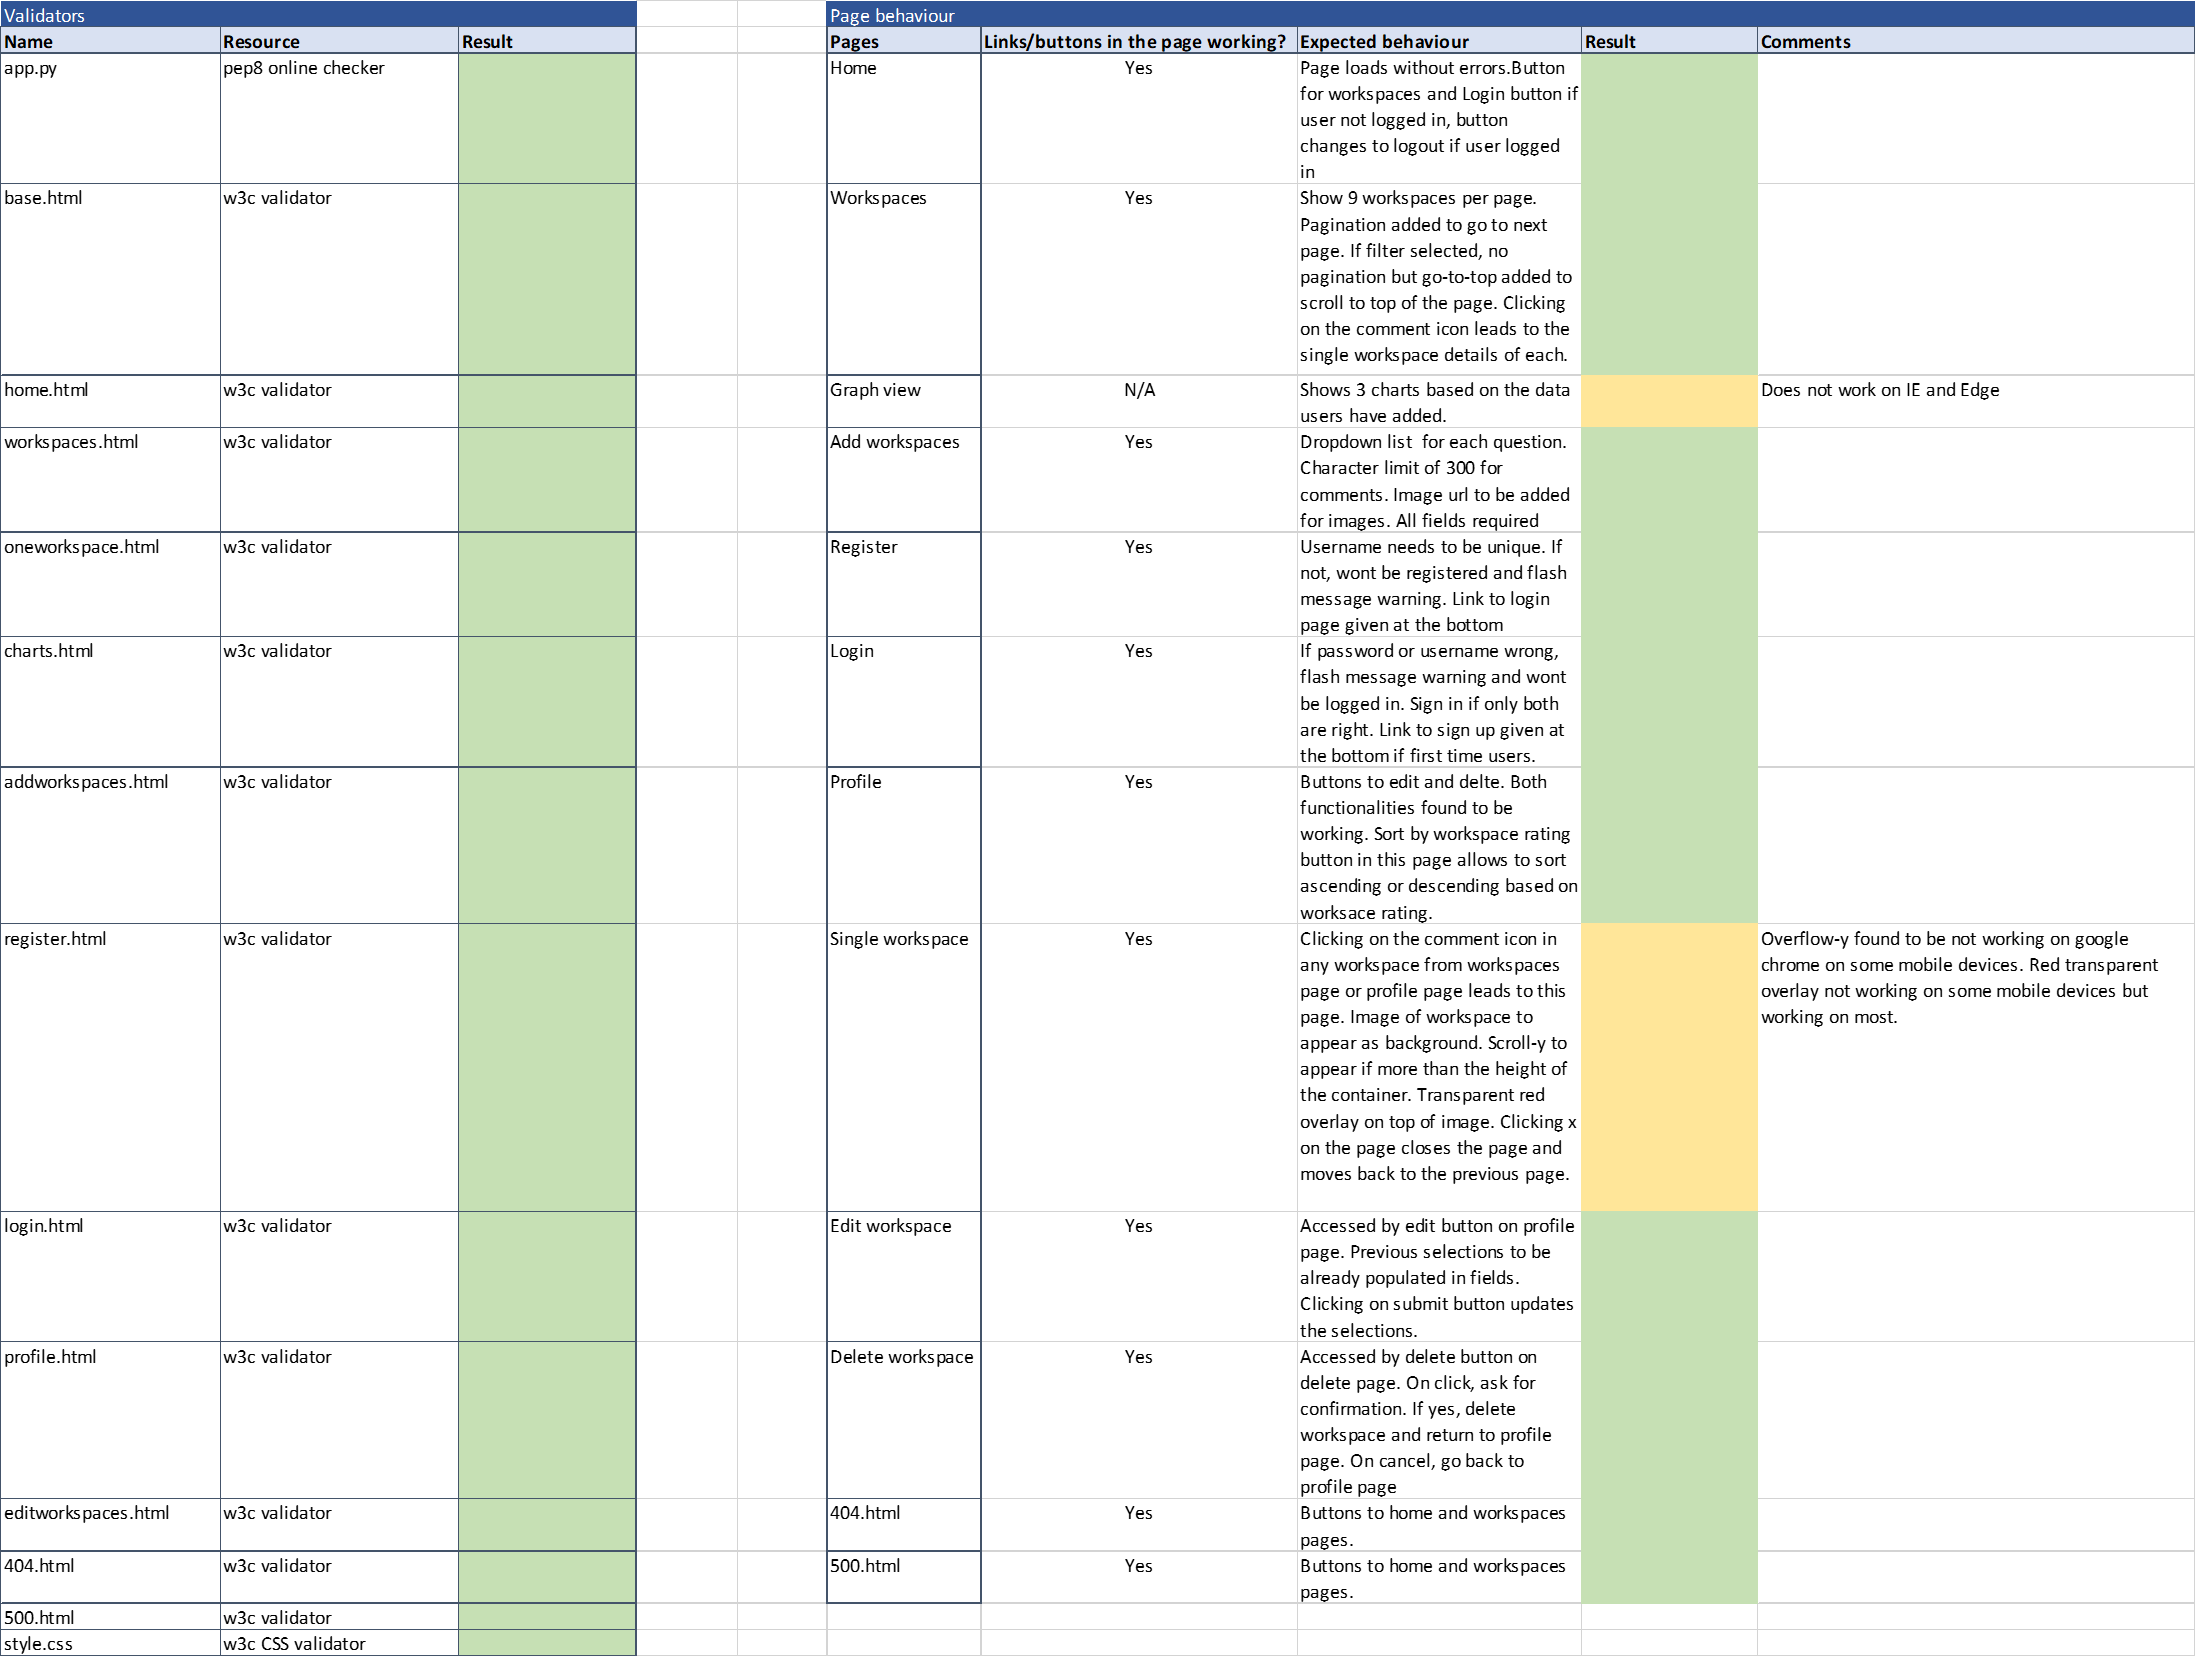 Validators
Name Resource Result
app.py pep8 online checker
base.html w3c validator
home.html w3c validator
workspaces.html w3c validator
oneworkspace.html w3c validator
charts.html w3c validator
addworkspaces.html w3c validator
register.html w3c validator
login.html w3c validator
profile.html w3c validator
editworkspaces.html w3c validator
404.html w3c validator
500.html w3c validator
style.css w3c CSS validator
Page behaviour
Pages Links/buttons in the page working? Expected behaviour Result Comments
Home Yes Page loads without errors.Button
for workspaces and Login button if
user not logged in, button
changes to logout if user logged
in
Workspaces Yes Show 9 workspaces per page.
Pagination added to go to next
page. If filter selected, no
pagination but go-to-top added to
scroll to top of the page. Clicking
on the comment icon leads to the
single workspace details of each.
Graph view N/A Shows 3 charts based on the data Does not work on IE and Edge
users have added.
Add workspaces Yes Dropdown list  for each question.
Character limit of 300 for
comments. Image url to be added
for images. All fields required
Register Yes Username needs to be unique. If
not, wont be registered and flash
message warning. Link to login
page given at the bottom
Login Yes If password or username wrong,
flash message warning and wont
be logged in. Sign in if only both
are right. Link to sign up given at
the bottom if first time users.
Profile Yes Buttons to edit and delte. Both
functionalities found to be
working. Sort by workspace rating
button in this page allows to sort
ascending or descending based on
worksace rating.
Single workspace Yes Clicking on the comment icon in Overflow-y found to be not working on google
any workspace from workspaces chrome on some mobile devices. Red transparent
page or profile page leads to this overlay not working on some mobile devices but
page. Image of workspace to working on most.
appear as background. Scroll-y to
appear if more than the height of
the container. Transparent red
overlay on top of image. Clicking x
on the page closes the page and
moves back to the previous page.
Edit workspace Yes Accessed by edit button on profile
page. Previous selections to be
already populated in fields.
Clicking on submit button updates
the selections.
Delete workspace Yes Accessed by delete button on
delete page. On click, ask for
confirmation. If yes, delete
workspace and return to profile
page. On cancel, go back to
profile page
404.html Yes Buttons to home and workspaces
pages.
500.html Yes Buttons to home and workspaces
pages.